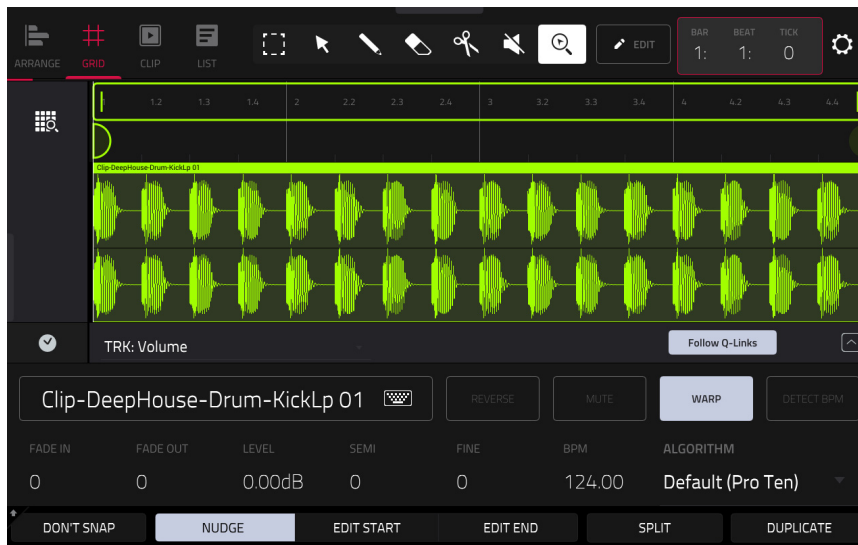 ARRANGE GRID CLIP LIST EDIT
BAR BEAT TICK
1: 1: 0
1 1.2 1.3 1.4 2 2.2 2.3 2.4 3 3.2 3.3 3.4 4 4.2 4.3 4.4
Clip-DeepHouse-Drum-KickLp 01
TRK: Volume Follow Q-Links
Clip-DeepHouse-Drum-KickLp 01 REVERSE MUTE WARP DETECT BPM
FADE IN FADE OUT LEVEL SEMI FINE BPM ALGORITHM
0 0 0.00dB 0 0 124.00 Default (Pro Ten)
DON'T SNAP NUDGE EDIT START EDIT END SPLIT DUPLICATE